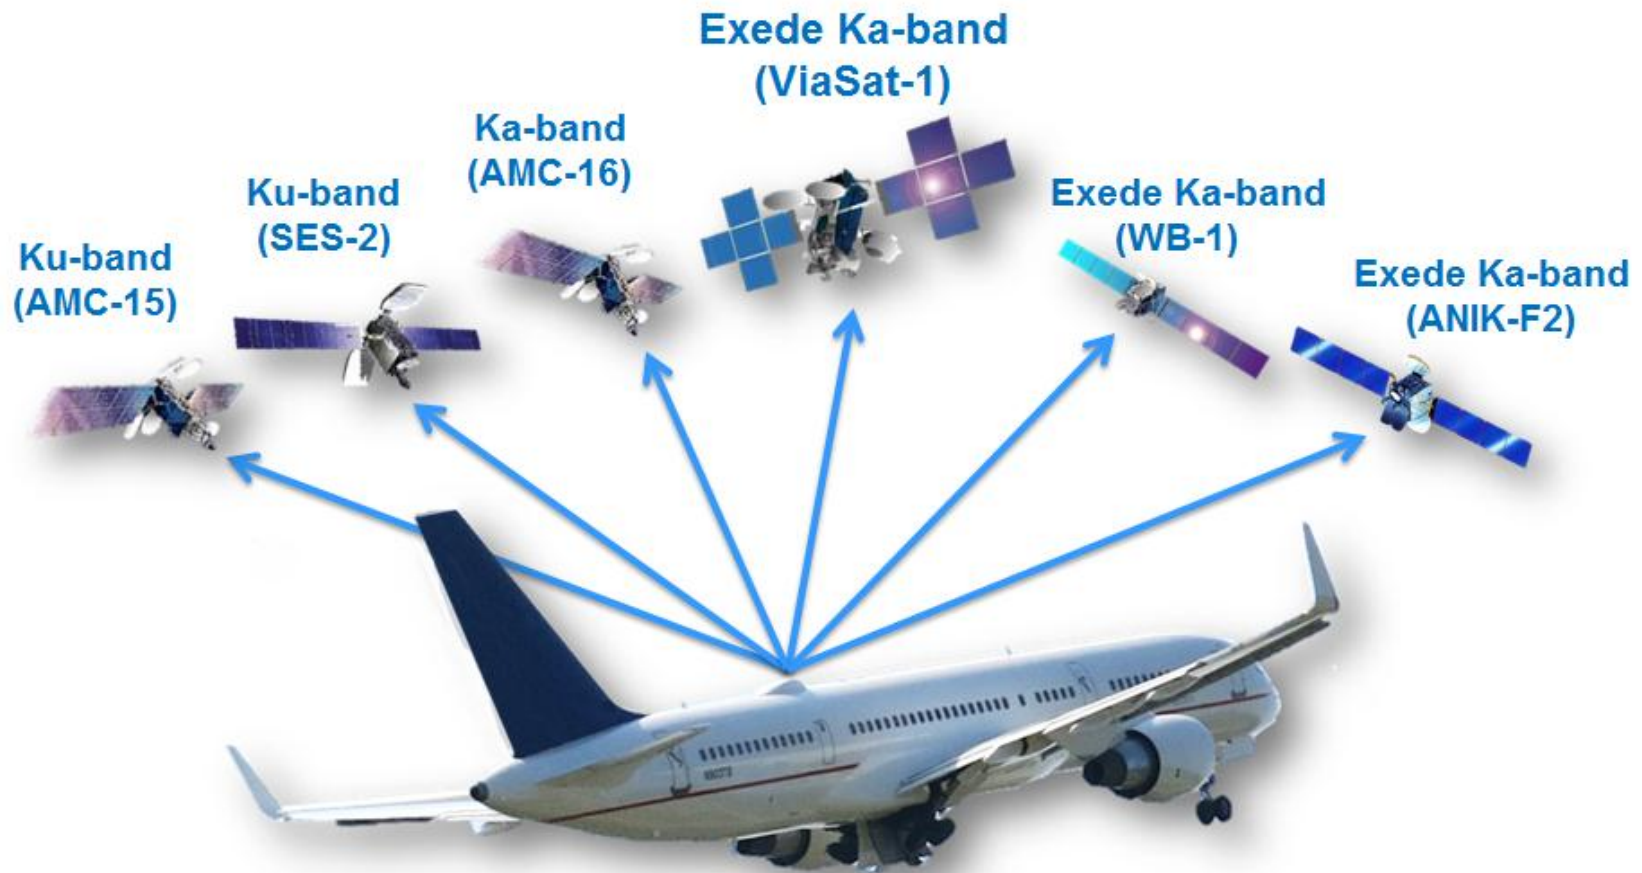 Exede Ka-band
(ViaSat-1)
Ka-band
(AMC-16)
Ku-band
(SES-2)
Exede Ka-band
(WB-1)
Ku-band
(AMC-15)
Exede Ka-band
(ANIK-F2)